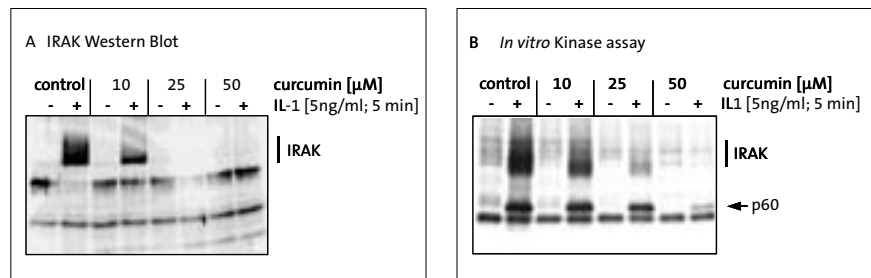 A IRAK Western Blot
control 10 25 50 curcumin [µM]
- + - + - + - + IL-1 [5ng/ml; 5 min]
IRAK
B In vitro Kinase assay
control 10 25 50 curcumin [µM]
- + - + - + - + IL1 [5ng/ml; 5 min]
IRAK
p60